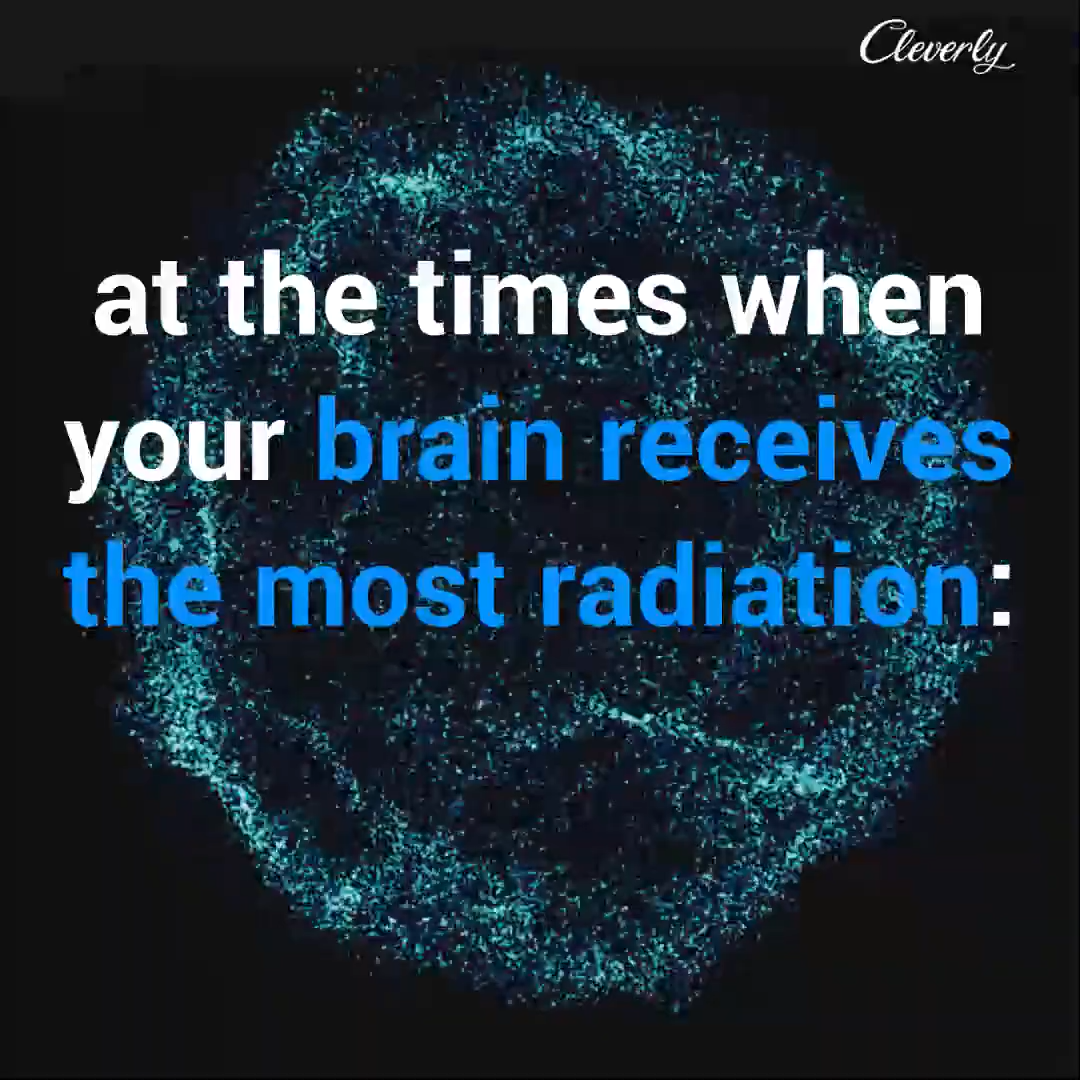 Cleverly
at the times when
your brain receives
the most radiation: